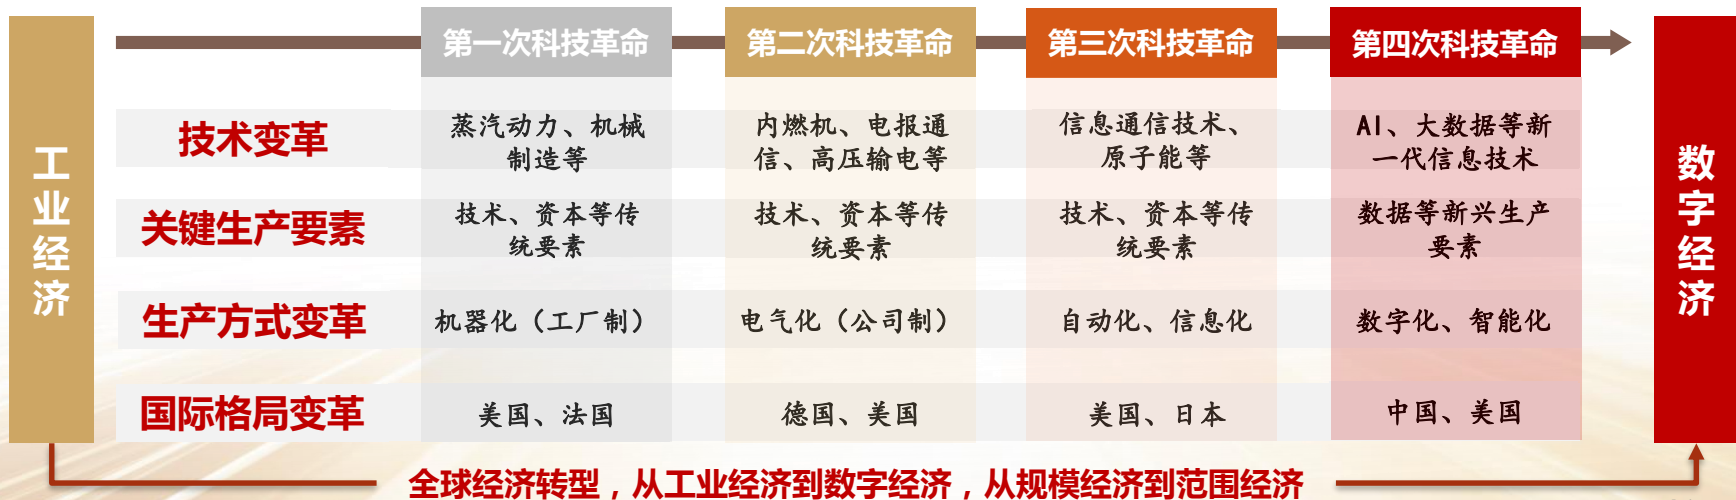 工业经济
第一次科技革命
第二次科技革命
第三次科技革命
第四次科技革命
技术变革
蒸汽动力、机械
制造等
内燃机、电报通
信、高压输电等
信息通信技术、
原子能等
AI、大数据等新
一代信息技术
关键生产要素
技术、资本等传
统要素
技术、资本等传
统要素
技术、资本等传
统要素
数据等新兴生产
要素
生产方式变革
机器化（工厂制）
电气化（公司制）
自动化、信息化
数字化、智能化
国际格局变革
美国、法国
德国、美国
美国、日本
中国、美国
数字经济
全球经济转型，从工业经济到数字经济，从规模经济到范围经济